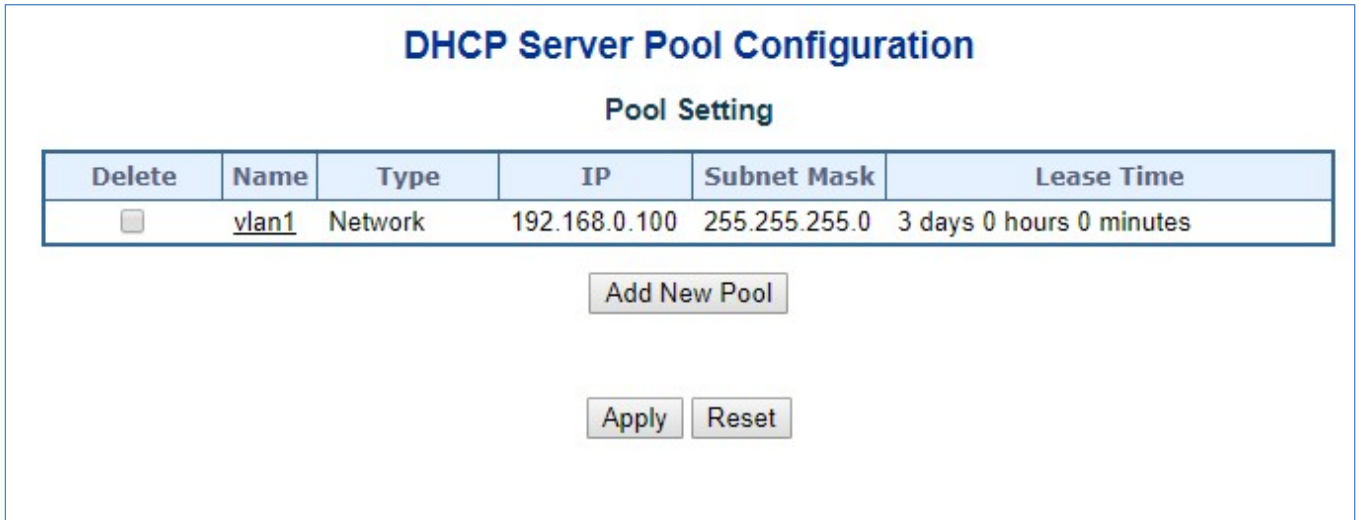 DHCP Server Pool Configuration
Pool Setting
Delete Name Type IP Subnet Mask Lease Time
vlan1 Network 192.168.0.100 255.255.255.0 3 days 0 hours 0 minutes
Add New Pool
Apply Reset